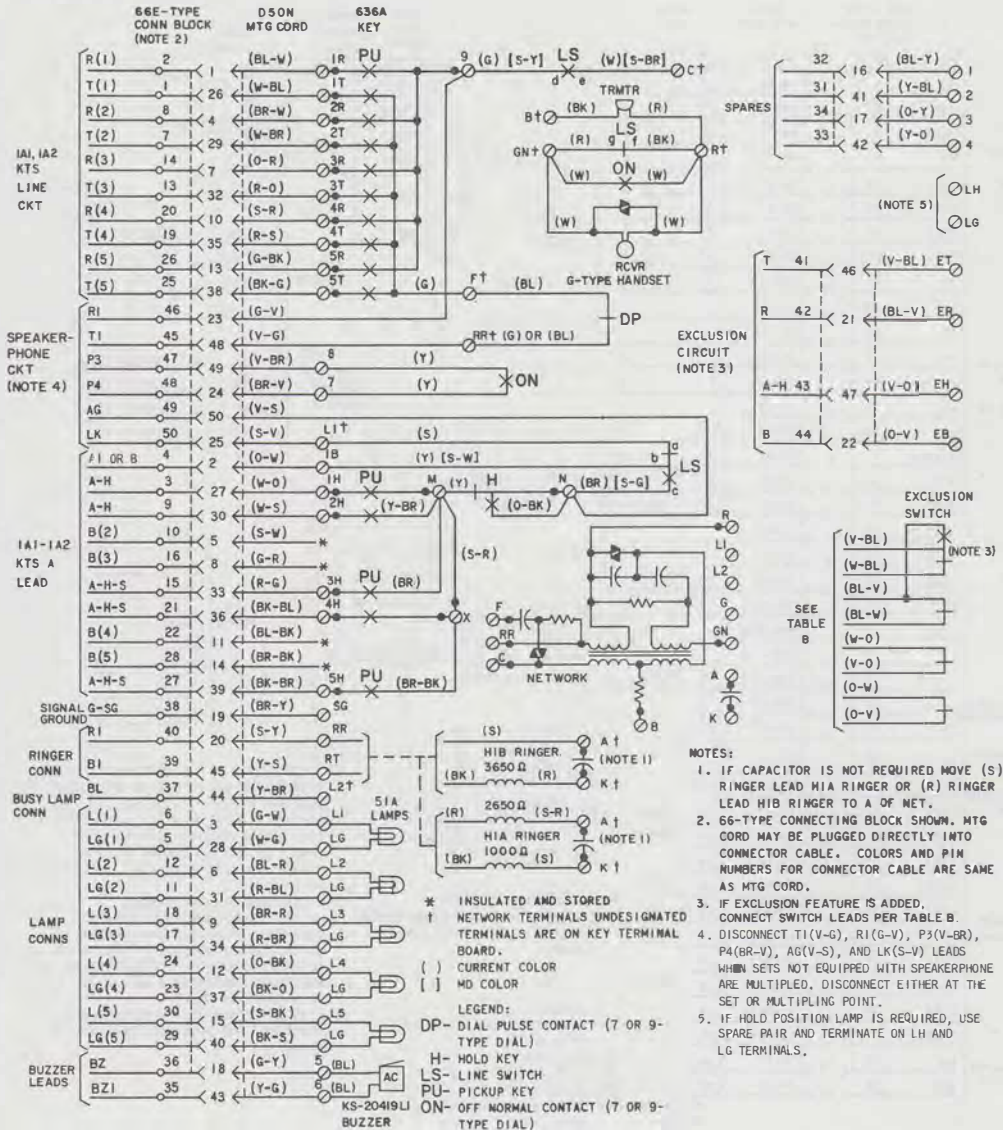 66E-TYPE CONN BLOCK (NOTE 2)
D50N MTG CORD
636A KEY
R(1) 2 1 (BL-W) 1R PU
T(1) 1 26 (W-BL) 1T
R(2) 8 4 (BR-W) 2R
T(2) 7 29 (W-BR) 2T
R(3) 14 7 (O-R) 3R
T(3) 13 32 (R-O) 3T
R(4) 20 10 (S-R) 4R
T(4) 19 35 (R-S) 4T
R(5) 26 13 (G-BK) 5R
T(5) 25 38 (BK-G) 5T (G) F† (BL)
1A1, 1A2 KTS LINE CKT
9 (G) [S-Y] LS (W)[S-BR] C†
d e
TRMTR
B† (BK) (R)
LS
GN† (R) g f (BK) R†
ON
(W) (W)
(W) (W)
RCVR
G-TYPE HANDSET
DP
R1 46 23 (G-V)
T1 45 48 (V-G) RR† (G) OR (BL)
P3 47 49 (V-BR) 8 (Y)
P4 48 24 (BR-V) 7 (Y) ON
AG 49 50 (V-S)
LK 50 25 (S-V) L1† (S)
SPEAKER-PHONE CKT (NOTE 4)
A1 OR B 4 2 (O-W) 1B (Y) [S-W]
a b c LS
A-H 3 27 (W-O) 1H PU M (Y) H N (BR) [S-G]
A-H 9 30 (W-S) 2H (Y-BR) (O-BK)
B(2) 10 5 (S-W) *
B(3) 16 8 (G-R) *
(S-R)
A-H-S 15 33 (R-G) 3H PU (BR)
A-H-S 21 36 (BK-BL) 4H X
B(4) 22 11 (BL-BK) *
B(5) 28 14 (BR-BK) *
A-H-S 27 39 (BK-BR) 5H PU (BR-BK)
1A1-1A2 KTS A LEAD
SIGNAL GROUND
G-SG 38 19 (BR-Y) SG
RINGER CONN
R1 40 20 (S-Y) RR
B1 39 45 (Y-S) RT
BUSY LAMP CONN
BL 37 44 (Y-BR) L2†
51A LAMPS
L(1) 6 3 (G-W) L1
LG(1) 5 28 (W-G) LG
L(2) 12 6 (BL-R) L2
LG(2) 11 31 (R-BL) LG
L(3) 18 9 (BR-R) L3
LG(3) 17 34 (R-BR) LG
L(4) 24 12 (O-BK) L4
LG(4) 23 37 (BK-O) LG
L(5) 30 15 (S-BK) L5
LG(5) 29 40 (BK-S) LG
LAMP CONNS
BUZZER LEADS
BZ 36 18 (G-Y) 5 (BL)
BZ1 35 43 (Y-G) 6 (BL)
AC
KS-20419L1 BUZZER
(S) A†
H1B RINGER 3650Ω (NOTE 1)
(BK) (R) K†
(R) 2650Ω (S-R) A†
H1A RINGER (NOTE 1)
(BK) 1000Ω (S) K†
F
RR
C
NETWORK
B
R
L1
L2
G
GN
A
K
SPARES
32 16 (BL-Y) 1
31 41 (Y-BL) 2
34 17 (O-Y) 3
33 42 (Y-O) 4
(NOTE 5) LH LG
EXCLUSION CIRCUIT (NOTE 3)
T 41 46 (V-BL) ET
R 42 21 (BL-V) ER
A-H 43 47 (V-O) EH
B 44 22 (O-V) EB
EXCLUSION SWITCH
(NOTE 3)
SEE TABLE B
(V-BL)
(W-BL)
(BL-V)
(BL-W)
(W-O)
(V-O)
(O-W)
(O-V)
* INSULATED AND STORED
† NETWORK TERMINALS UNDESIGNATED
TERMINALS ARE ON KEY TERMINAL
BOARD.
( ) CURRENT COLOR
[ ] MD COLOR
LEGEND:
DP- DIAL PULSE CONTACT (7 OR 9-
TYPE DIAL)
H- HOLD KEY
LS- LINE SWITCH
PU- PICKUP KEY
ON- OFF NORMAL CONTACT (7 OR 9-
TYPE DIAL)
NOTES:
1. IF CAPACITOR IS NOT REQUIRED MOVE (S)
RINGER LEAD H1A RINGER OR (R) RINGER
LEAD H1B RINGER TO A OF NET.
2. 66-TYPE CONNECTING BLOCK SHOWN. MTG
CORD MAY BE PLUGGED DIRECTLY INTO
CONNECTOR CABLE. COLORS AND PIN
NUMBERS FOR CONNECTOR CABLE ARE SAME
AS MTG CORD.
3. IF EXCLUSION FEATURE IS ADDED,
CONNECT SWITCH LEADS PER TABLE B.
4. DISCONNECT T1(V-G), R1(G-V), P3(V-BR),
P4(BR-V), AG(V-S), AND LK(S-V) LEADS
WHEN SETS NOT EQUIPPED WITH SPEAKERPHONE
ARE MULTIPLED. DISCONNECT EITHER AT THE
SET OR MULTIPLING POINT.
5. IF HOLD POSITION LAMP IS REQUIRED, USE
SPARE PAIR AND TERMINATE ON LH AND
LG TERMINALS.